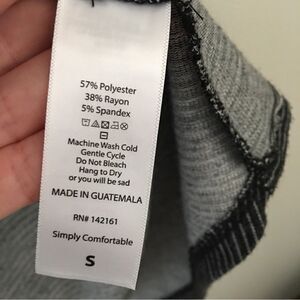 57% Polyester
38% Rayon
5% Spandex
Machine Wash Cold
Gentle Cycle
Do Not Bleach
Hang to Dry
or you will be sad
MADE IN GUATEMALA
RN# 142161
Simply Comfortable
S